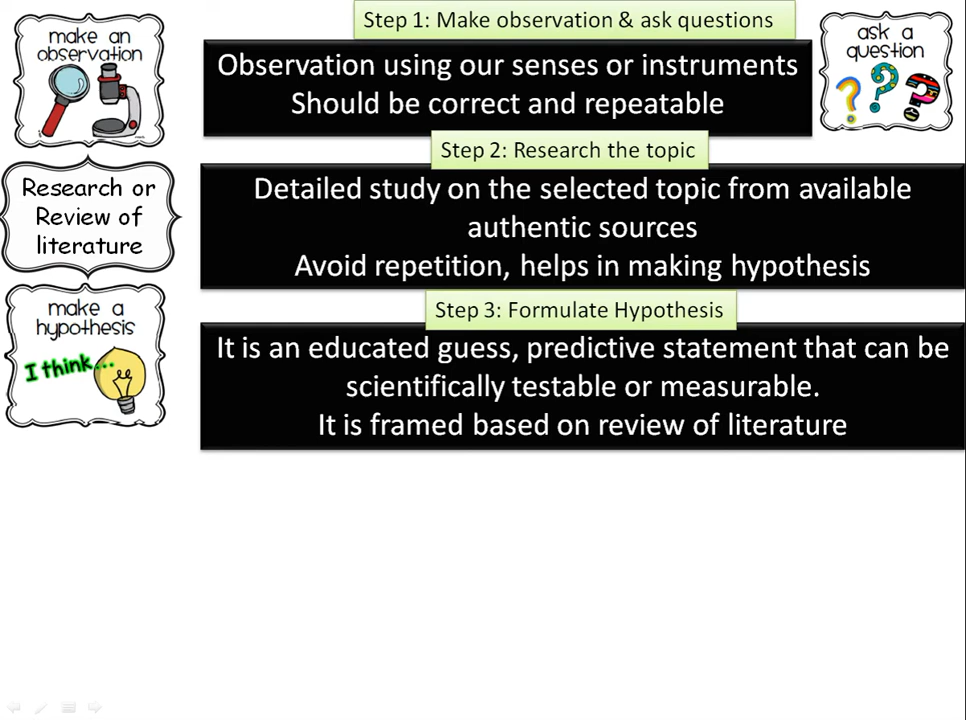 make an
observation
Step 1: Make observation & ask questions
Observation using our senses or instruments
Should be correct and repeatable
ask a
question
Step 2: Research the topic
Research or
Review of
literature
Detailed study on the selected topic from available
authentic sources
Avoid repetition, helps in making hypothesis
Step 3: Formulate Hypothesis
make a
hypothesis
I think...
It is an educated guess, predictive statement that can be
scientifically testable or measurable.
It is framed based on review of literature